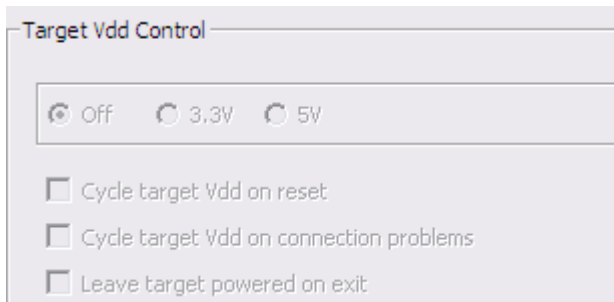 Target Vdd Control
Off 3.3V 5V
Cycle target Vdd on reset
Cycle target Vdd on connection problems
Leave target powered on exit